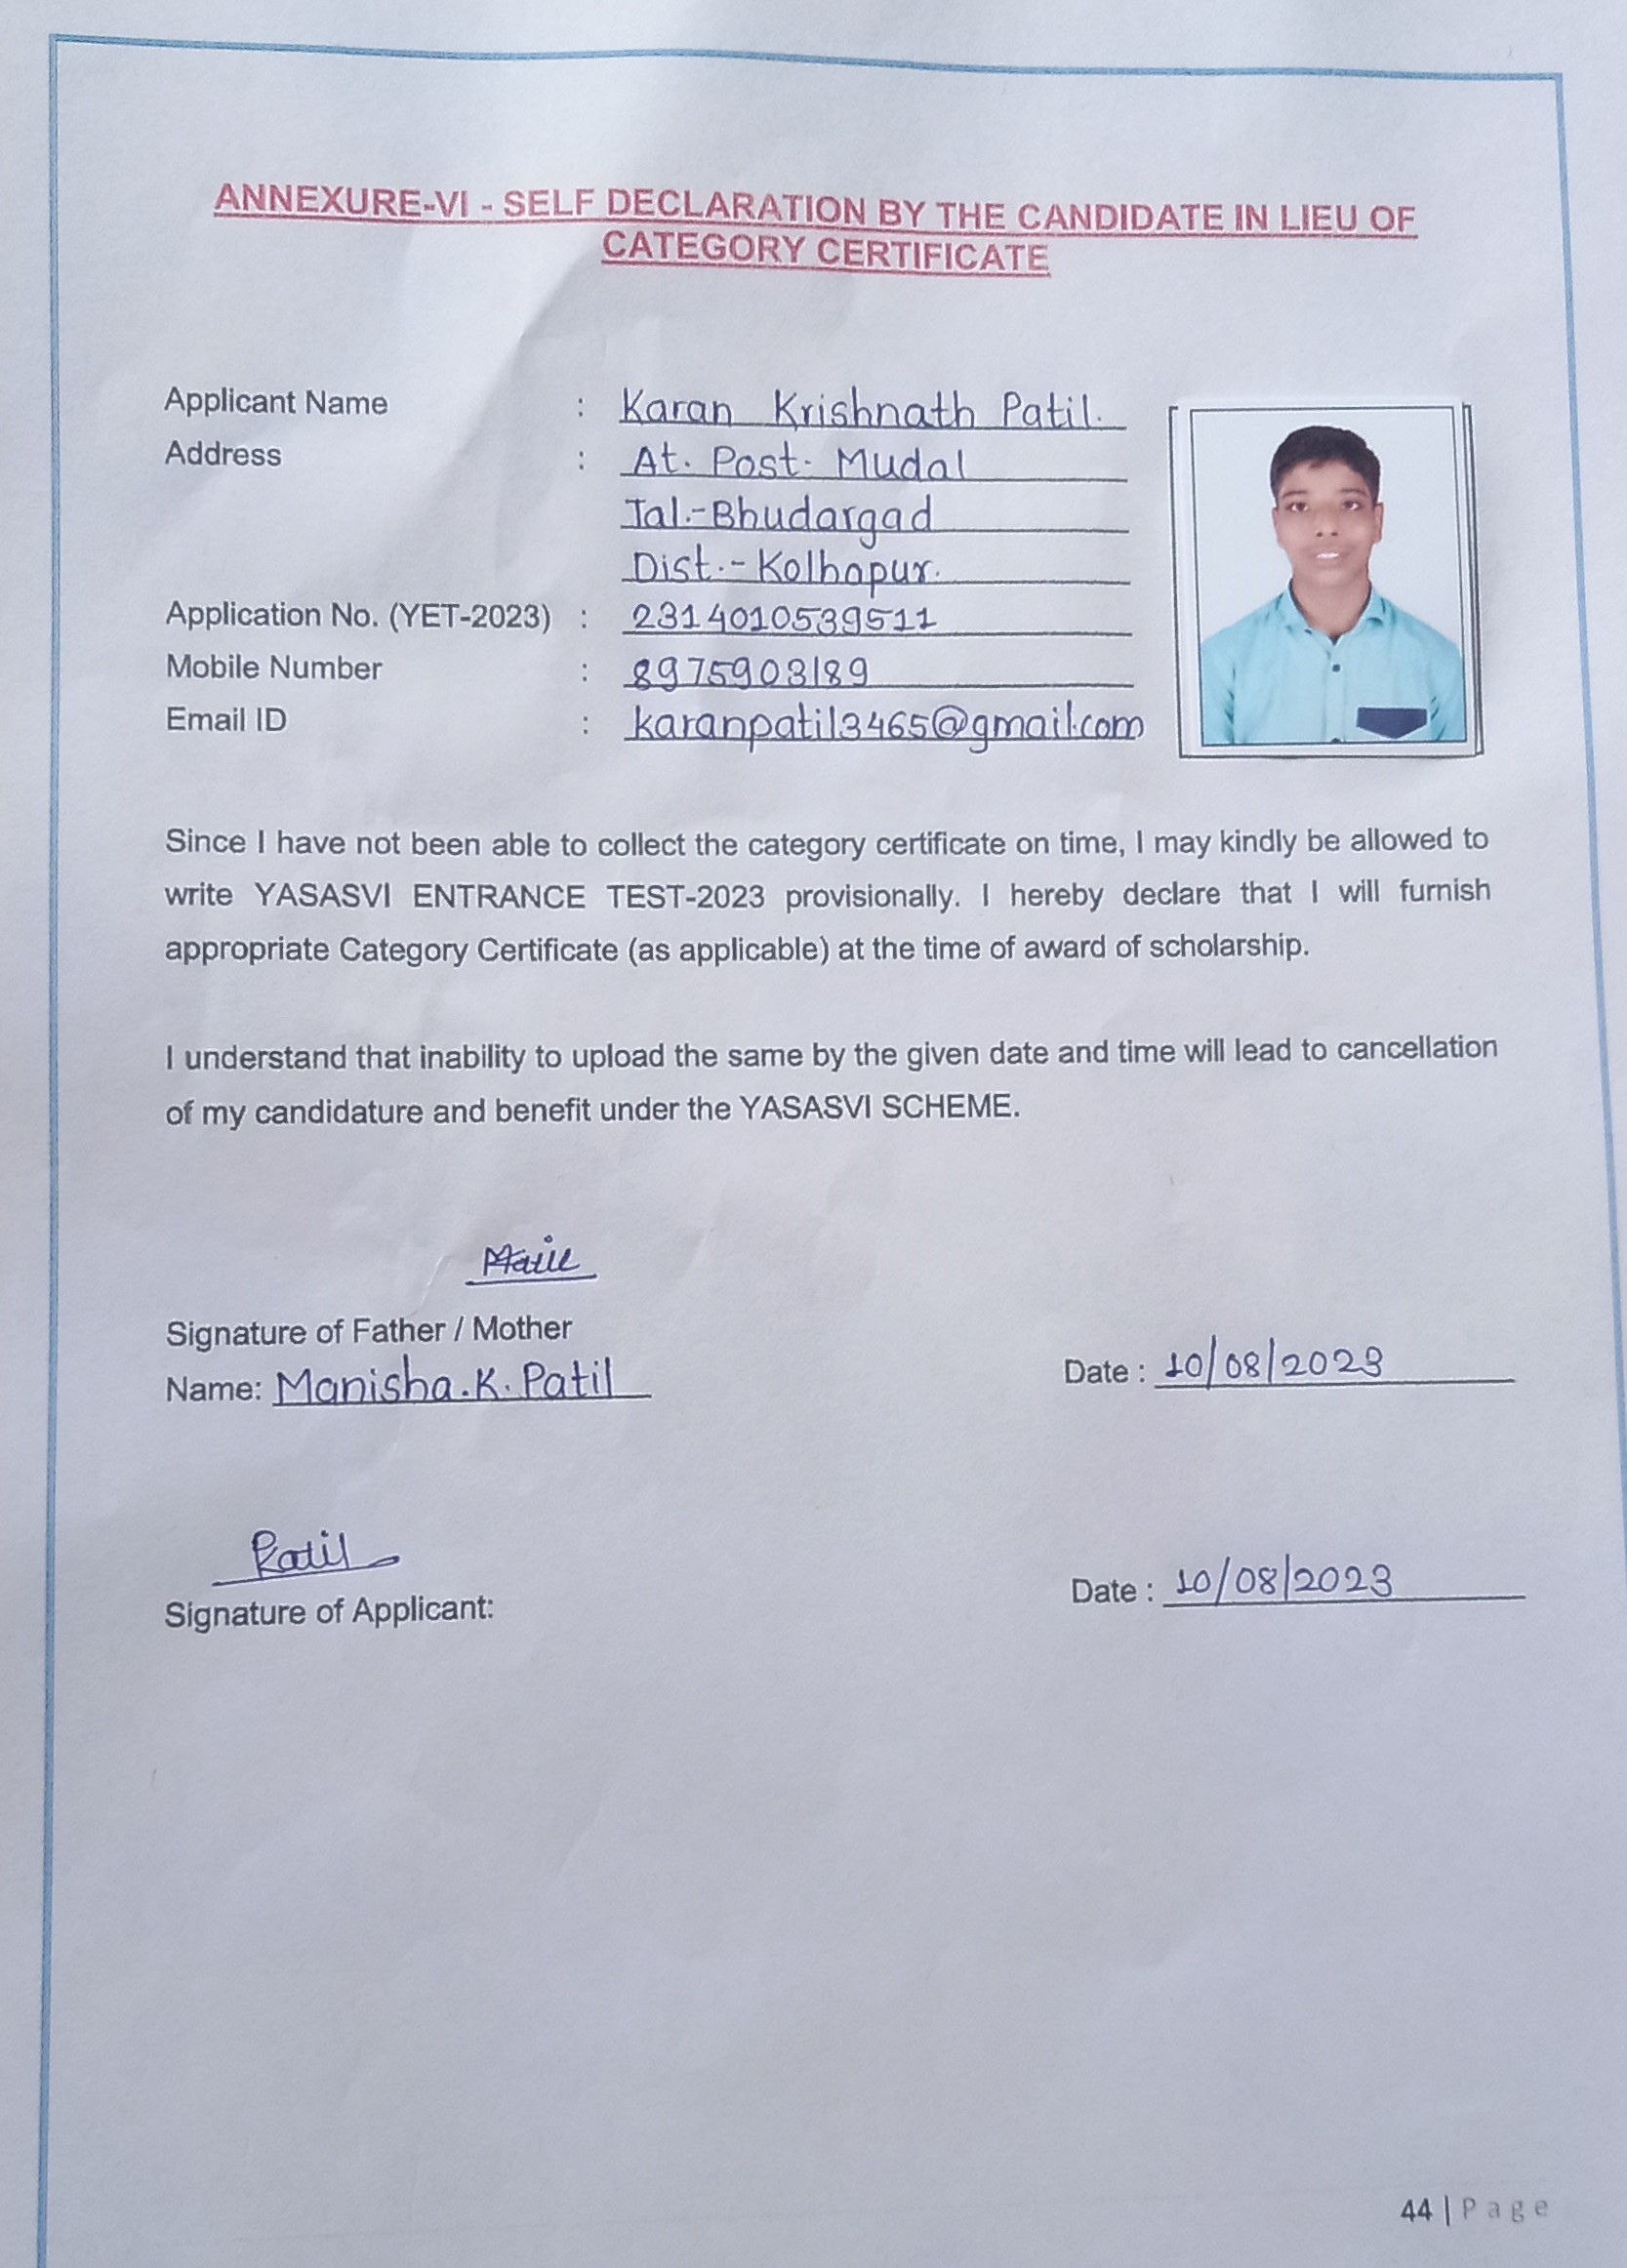 ANNEXURE-VI - SELF DECLARATION BY THE CANDIDATE IN LIEU OF
CATEGORY CERTIFICATE
Applicant Name : Karan Krishnath Patil.
Address : At. Post. Mudal
Tal.-Bhudargad
Dist.-Kolhapur.
Application No. (YET-2023) : 2314010539511
Mobile Number : 8975903189
Email ID : karanpatil3465@gmail.com
Since I have not been able to collect the category certificate on time, I may kindly be allowed to
write YASASVI ENTRANCE TEST-2023 provisionally. I hereby declare that I will furnish
appropriate Category Certificate (as applicable) at the time of award of scholarship.
I understand that inability to upload the same by the given date and time will lead to cancellation
of my candidature and benefit under the YASASVI SCHEME.
Signature of Father / Mother
Name: Manisha.K. Patil
Date : 10/08/2023
Patil
Signature of Applicant:
Date : 10/08/2023
44 | Page